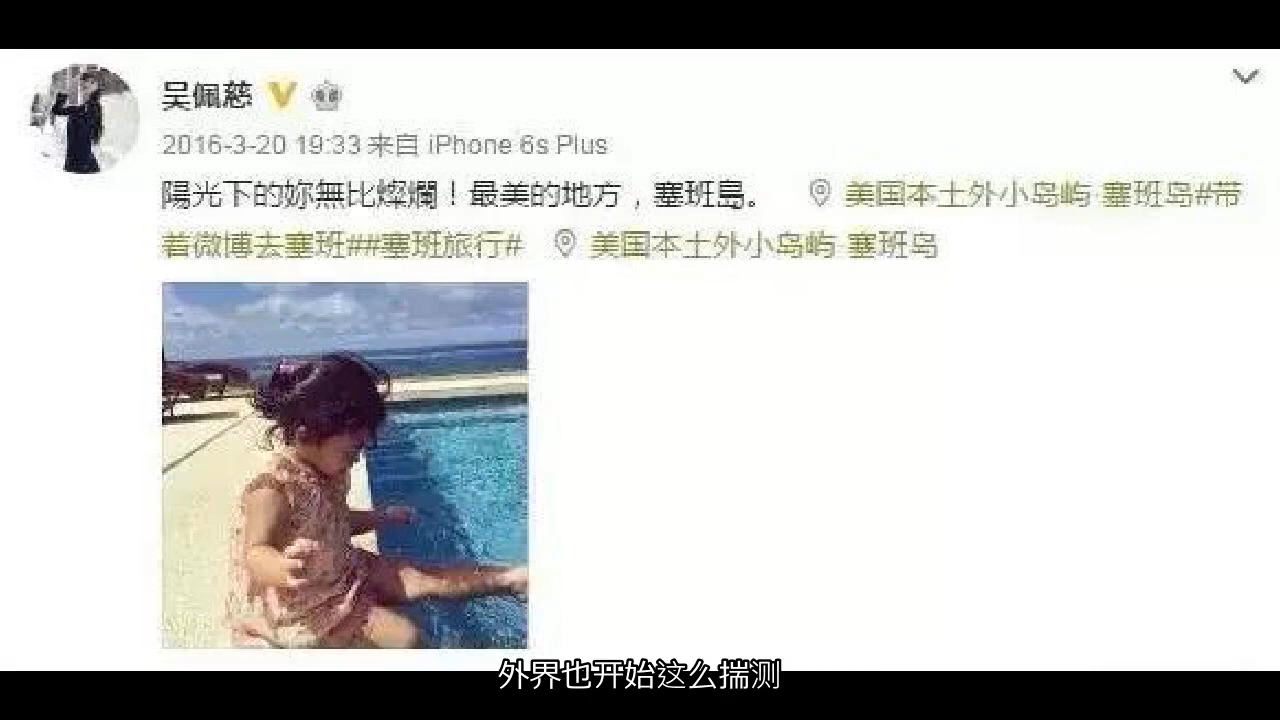 吴佩慈
2016-3-20 19:33 来自 iPhone 6s Plus
陽光下的妳無比燦爛！最美的地方，塞班島。 美国本土外小岛屿·塞班岛#带
着微博去塞班##塞班旅行# 美国本土外小岛屿·塞班岛
外界也开始这么揣测